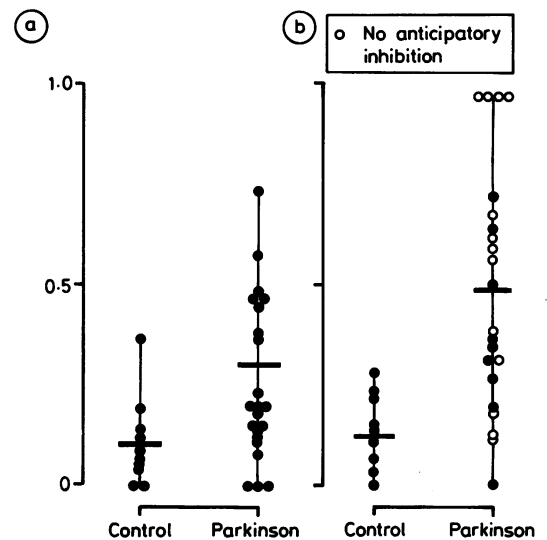 a
b
o No anticipatory
inhibition
1.0
0.5
0
Control
Parkinson
Control
Parkinson